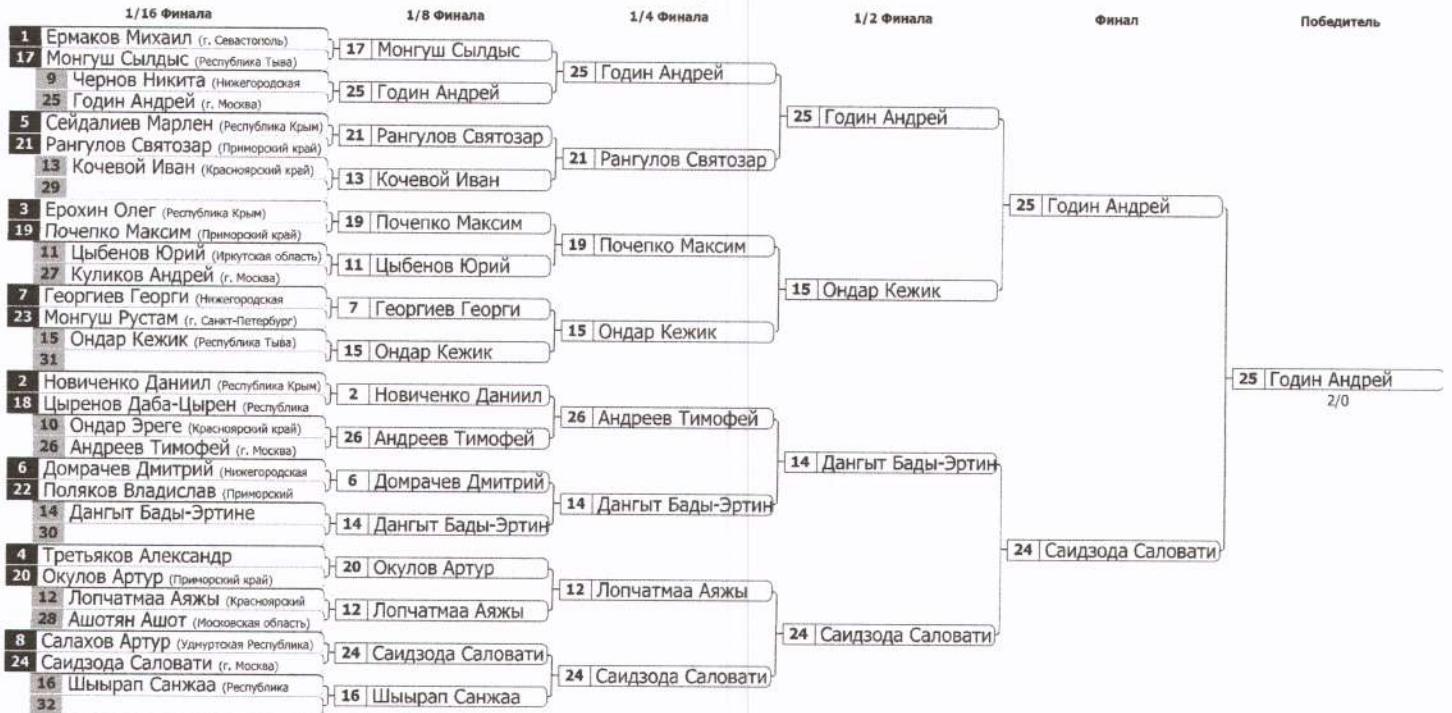 1/16 Финала 1/8 Финала 1/4 Финала 1/2 Финала Финал Победитель
1 Ермаков Михаил (г. Севастополь)
17 Монгуш Сылдыс
17 Монгуш Сылдыс (Республика Тыва)
25 Годин Андрей
9 Чернов Никита (Нижегородская
25 Годин Андрей
25 Годин Андрей (г. Москва)
25 Годин Андрей
5 Сейдалиев Марлен (Республика Крым)
21 Рангулов Святозар
21 Рангулов Святозар (Приморский край)
21 Рангулов Святозар
13 Кочевой Иван (Красноярский край)
13 Кочевой Иван
29
25 Годин Андрей
3 Ерохин Олег (Республика Крым)
19 Почепко Максим
19 Почепко Максим (Приморский край)
19 Почепко Максим
11 Цыбенов Юрий (Иркутская область)
11 Цыбенов Юрий
27 Куликов Андрей (г. Москва)
15 Ондар Кежик
7 Георгиев Георги (Нижегородская
7 Георгиев Георги
23 Монгуш Рустам (г. Санкт-Петербург)
15 Ондар Кежик
15 Ондар Кежик (Республика Тыва)
15 Ондар Кежик
31
25 Годин Андрей
2/0
2 Новиченко Даниил (Республика Крым)
2 Новиченко Даниил
18 Цыренов Даба-Цырен (Республика
26 Андреев Тимофей
10 Ондар Эреге (Красноярский край)
26 Андреев Тимофей
26 Андреев Тимофей (г. Москва)
14 Дангыт Бады-Эртин
6 Домрачев Дмитрий (Нижегородская
6 Домрачев Дмитрий
22 Поляков Владислав (Приморский
14 Дангыт Бады-Эртин
14 Дангыт Бады-Эртине
14 Дангыт Бады-Эртин
30
24 Саидзода Саловати
4 Третьяков Александр
20 Окулов Артур
20 Окулов Артур (Приморский край)
12 Лопчатмаа Аяжы
12 Лопчатмаа Аяжы (Красноярский
12 Лопчатмаа Аяжы
28 Ашотян Ашот (Московская область)
24 Саидзода Саловати
8 Салахов Артур (Удмуртская Республика)
24 Саидзода Саловати
24 Саидзода Саловати (г. Москва)
24 Саидзода Саловати
16 Шыырап Санжаа (Республика
16 Шыырап Санжаа
32